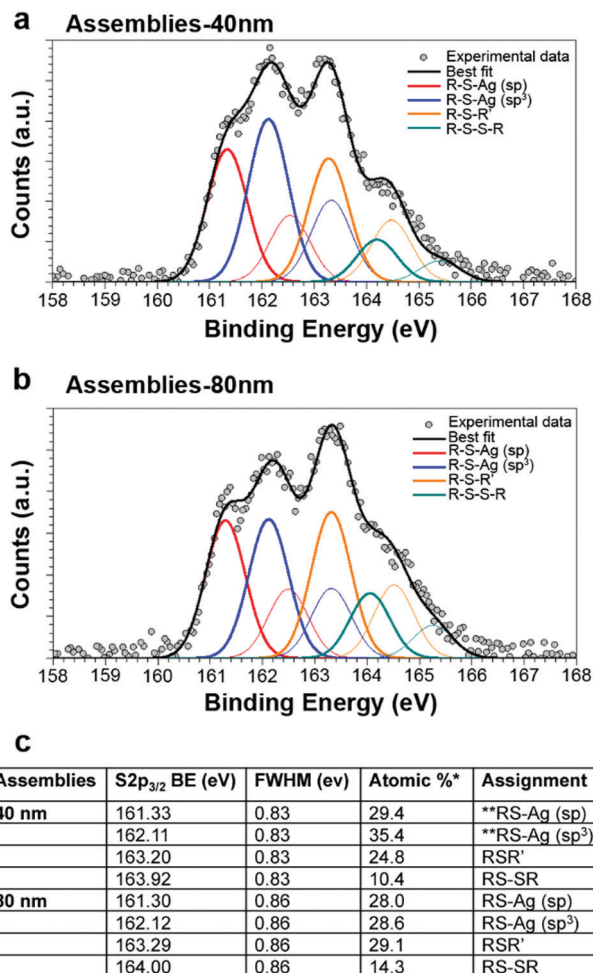 a Assemblies-40nm
Experimental data
Best fit
R-S-Ag (sp)
R-S-Ag (sp³)
R-S-R'
R-S-S-R
Counts (a.u.)
158 159 160 161 162 163 164 165 166 167 168
Binding Energy (eV)
b Assemblies-80nm
Experimental data
Best fit
R-S-Ag (sp)
R-S-Ag (sp³)
R-S-R'
R-S-S-R
Counts (a.u.)
158 159 160 161 162 163 164 165 166 167 168
Binding Energy (eV)
c
Assemblies S2p3/2 BE (eV) FWHM (ev) Atomic %* Assignment
40 nm 161.33 0.83 29.4 **RS-Ag (sp)
162.11 0.83 35.4 **RS-Ag (sp³)
163.20 0.83 24.8 RSR'
163.92 0.83 10.4 RS-SR
80 nm 161.30 0.86 28.0 RS-Ag (sp)
162.12 0.86 28.6 RS-Ag (sp³)
163.29 0.86 29.1 RSR'
164.00 0.86 14.3 RS-SR